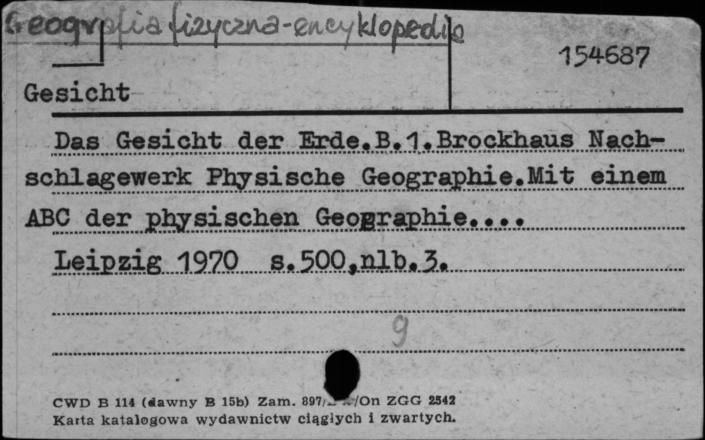 Geografia fizyczna-encyklopedia
154687
Gesicht
Das Gesicht der Erde.B.1.Brockhaus Nach-
schlagewerk Physische Geographie.Mit einem
ABC der physischen Geographie....
Leipzig 1970 s.500,nlb.3.
9
CWD B 114 (dawny B 15b) Zam. 897/ /On ZGG 2542
Karta katalogowa wydawnictw ciągłych i zwartych.